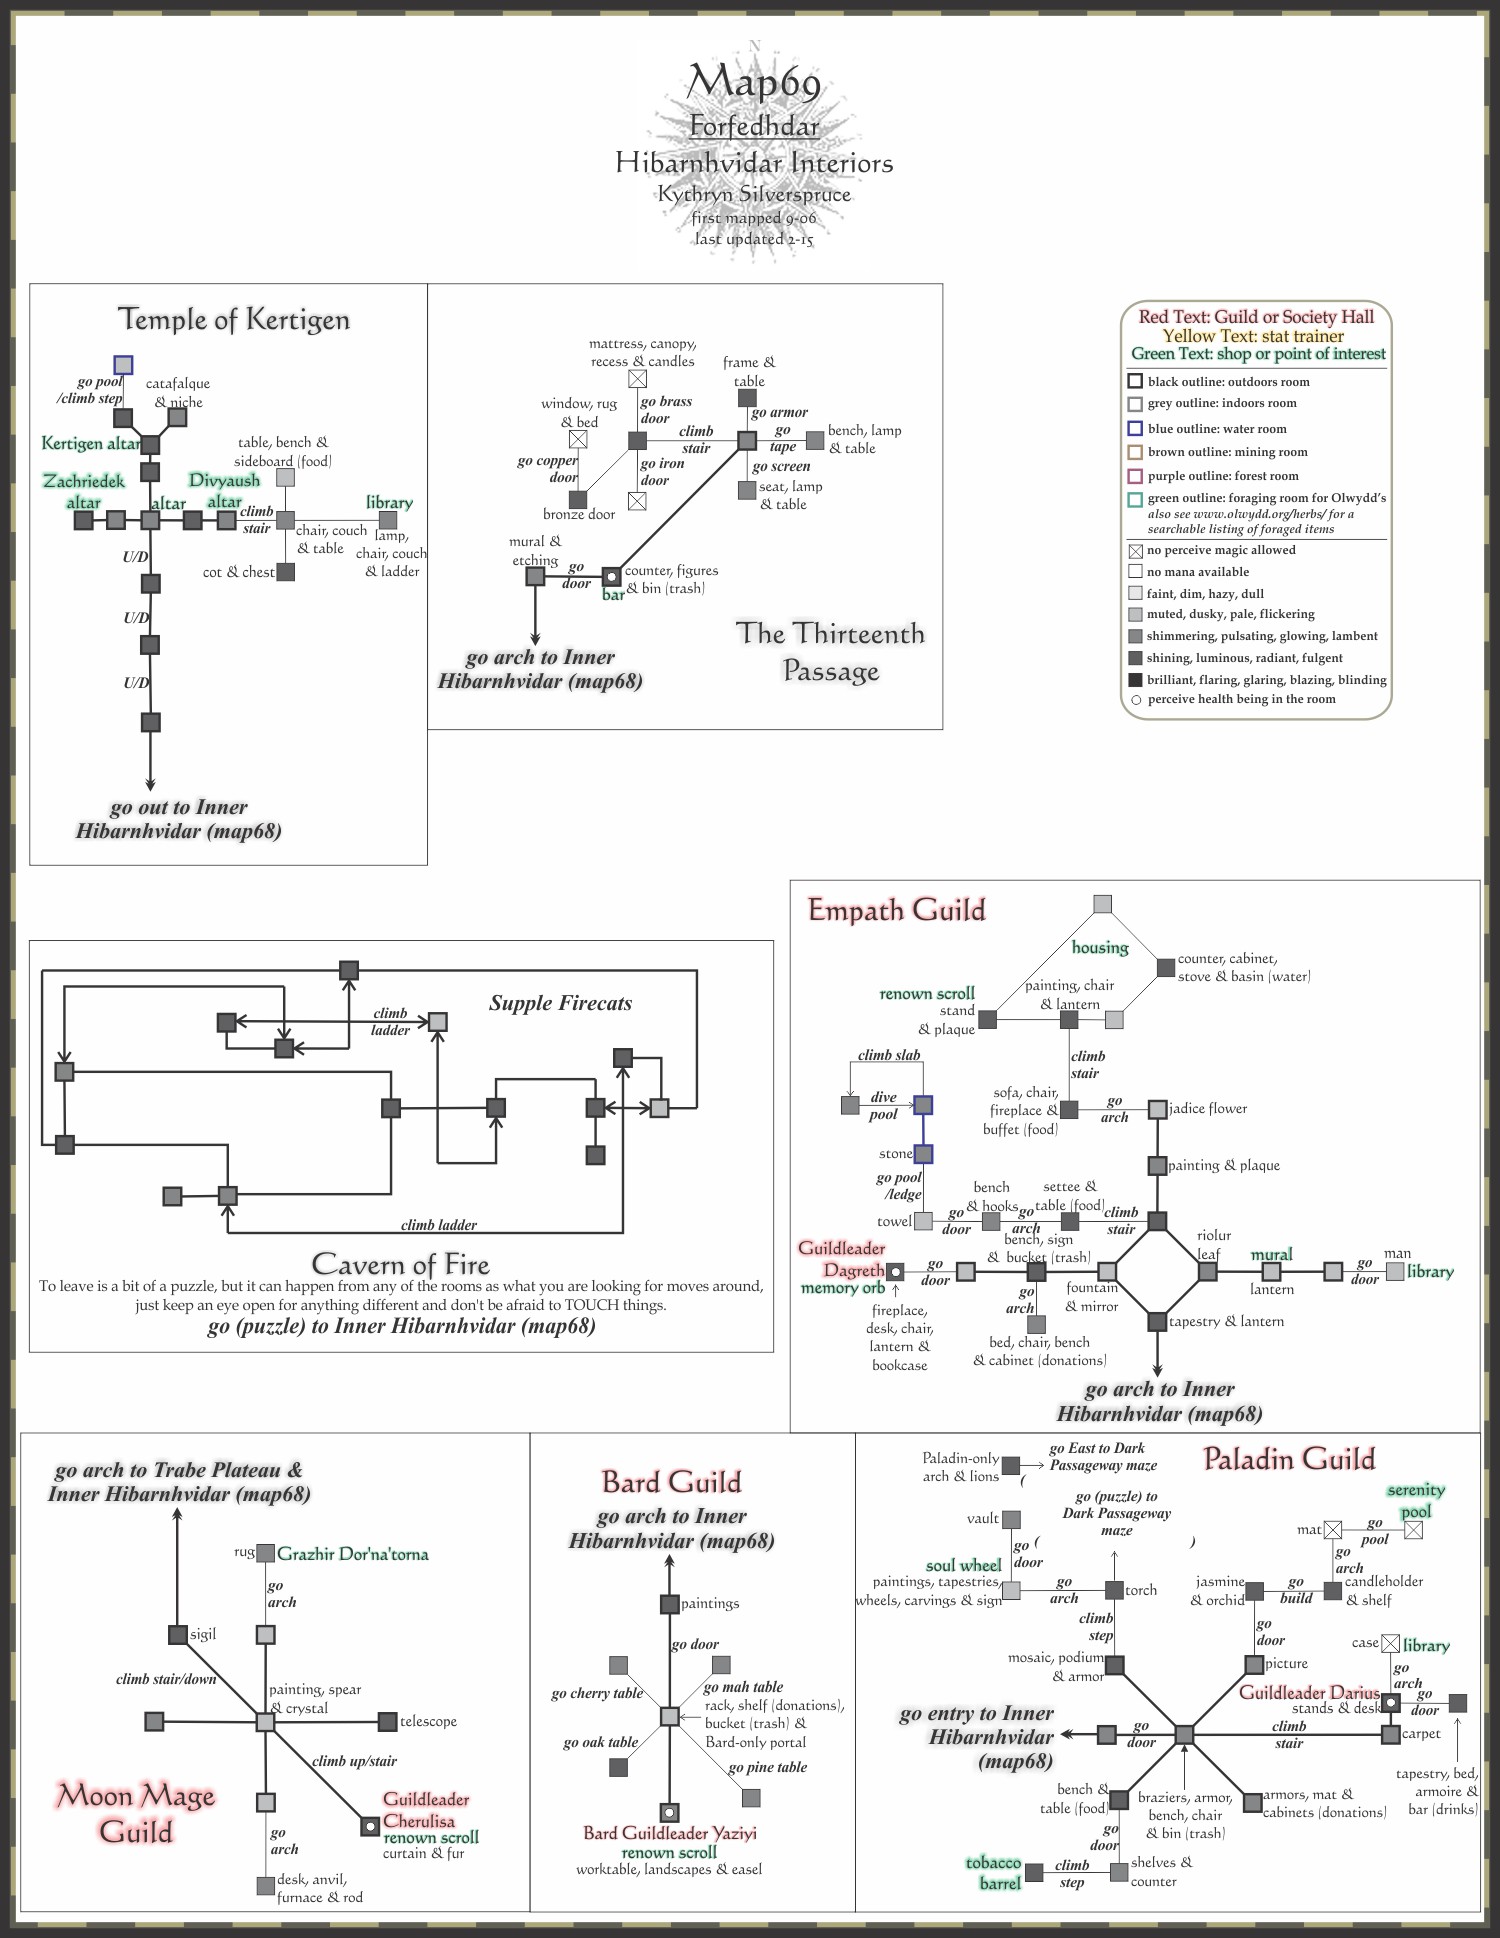 N
Map69
Forfedhdar
Hibarnhvidar Interiors
Kythryn Silverspruce
first mapped 9-06
last updated 2-15
Temple of Kertigen
go pool
/climb step
catafalque
& niche
Kertigen altar
table, bench &
sideboard (food)
Zachriedek
altar
altar
Divyaush
altar
climb
stair
library
chair, couch
& table
lamp,
chair, couch
& ladder
cot & chest
U/D
U/D
U/D
go out to Inner
Hibarnhvidar (map68)
mattress, canopy,
recess & candles
frame &
table
window, rug
& bed
go brass
door
go armor
climb
stair
go
tape
bench, lamp
& table
go copper
door
go iron
door
go screen
seat, lamp
& table
bronze door
mural &
etching
go
door
counter, figures
& bin (trash)
bar
go arch to Inner
Hibarnhvidar (map68)
The Thirteenth
Passage
Red Text: Guild or Society Hall
Yellow Text: stat trainer
Green Text: shop or point of interest
black outline: outdoors room
grey outline: indoors room
blue outline: water room
brown outline: mining room
purple outline: forest room
green outline: foraging room for Olwydd's
also see www.olwydd.org/herbs/ for a
searchable listing of foraged items
no perceive magic allowed
no mana available
faint, dim, hazy, dull
muted, dusky, pale, flickering
shimmering, pulsating, glowing, lambent
shining, luminous, radiant, fulgent
brilliant, flaring, glaring, blazing, blinding
perceive health being in the room
Supple Firecats
climb
ladder
climb ladder
Cavern of Fire
To leave is a bit of a puzzle, but it can happen from any of the rooms as what you are looking for moves around,
just keep an eye open for anything different and don't be afraid to TOUCH things.
go (puzzle) to Inner Hibarnhvidar (map68)
Empath Guild
housing
counter, cabinet,
stove & basin (water)
renown scroll
stand
& plaque
painting, chair
& lantern
climb
stair
climb slab
dive
pool
sofa, chair,
fireplace &
buffet (food)
go
arch
jadice flower
stone
painting & plaque
go pool
/ledge
bench
& hooks
settee &
table (food)
towel
go
door
go
arch
climb
stair
bench, sign
& bucket (trash)
riolur
leaf
Guildleader
Dagreth
memory orb
go
door
fountain
& mirror
mural
lantern
go
door
man
library
go
arch
fireplace,
desk, chair,
lantern &
bookcase
bed, chair, bench
& cabinet (donations)
tapestry & lantern
go arch to Inner
Hibarnhvidar (map68)
go arch to Trabe Plateau &
Inner Hibarnhvidar (map68)
rug
Grazhir Dor'na'torna
go
arch
sigil
climb stair/down
painting, spear
& crystal
telescope
climb up/stair
Moon Mage
Guild
Guildleader
Cherulisa
renown scroll
curtain & fur
go
arch
desk, anvil,
furnace & rod
Bard Guild
go arch to Inner
Hibarnhvidar (map68)
paintings
go door
go cherry table
go mah table
rack, shelf (donations),
bucket (trash) &
Bard-only portal
go oak table
go pine table
Bard Guildleader Yaziyi
renown scroll
worktable, landscapes & easel
Paladin Guild
Paladin-only
arch & lions
(
go East to Dark
Passageway maze
vault
go (puzzle) to
Dark Passageway
maze
(
)
go
door
soul wheel
paintings, tapestries,
wheels, carvings & sign
go
arch
torch
climb
step
mosaic, podium
& armor
serenity
pool
mat
go
pool
go
arch
jasmine
& orchid
go
build
candleholder
& shelf
go
door
picture
case
library
go
arch
Guildleader Darius
stands & desk
go
door
go entry to Inner
Hibarnhvidar
(map68)
go
door
climb
stair
carpet
tapestry, bed,
armoire &
bar (drinks)
bench &
table (food)
braziers, armor,
bench, chair
& bin (trash)
armors, mat &
cabinets (donations)
go
door
tobacco
barrel
climb
step
shelves &
counter